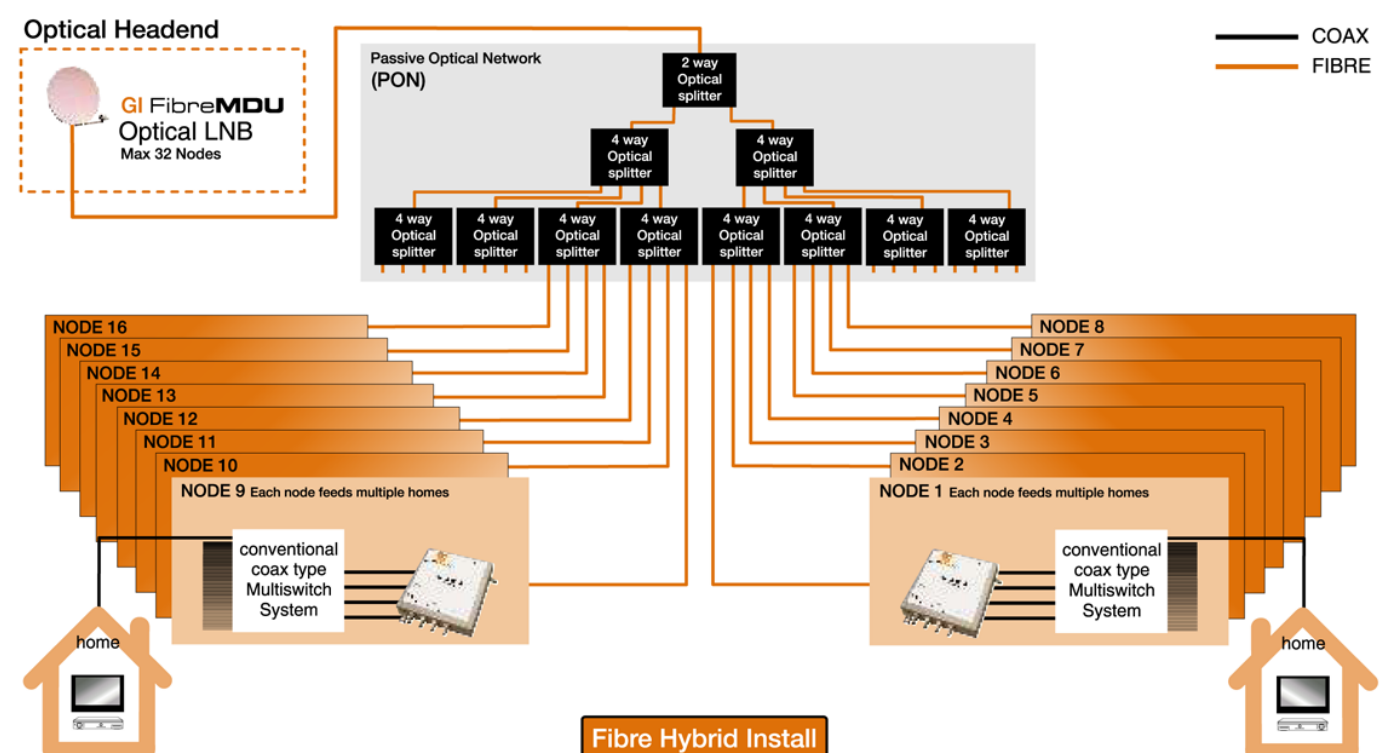 Optical Headend
GI FibreMDU
Optical LNB
Max 32 Nodes
Passive Optical Network
(PON)
2 way
Optical
splitter
COAX
FIBRE
4 way
Optical
splitter
4 way
Optical
splitter
4 way
Optical
splitter
4 way
Optical
splitter
4 way
Optical
splitter
4 way
Optical
splitter
4 way
Optical
splitter
4 way
Optical
splitter
4 way
Optical
splitter
4 way
Optical
splitter
NODE 16
NODE 15
NODE 14
NODE 13
NODE 12
NODE 11
NODE 10
NODE 9 Each node feeds multiple homes
conventional
coax type
Multiswitch
System
home
NODE 8
NODE 7
NODE 6
NODE 5
NODE 4
NODE 3
NODE 2
NODE 1 Each node feeds multiple homes
conventional
coax type
Multiswitch
System
home
Fibre Hybrid Install